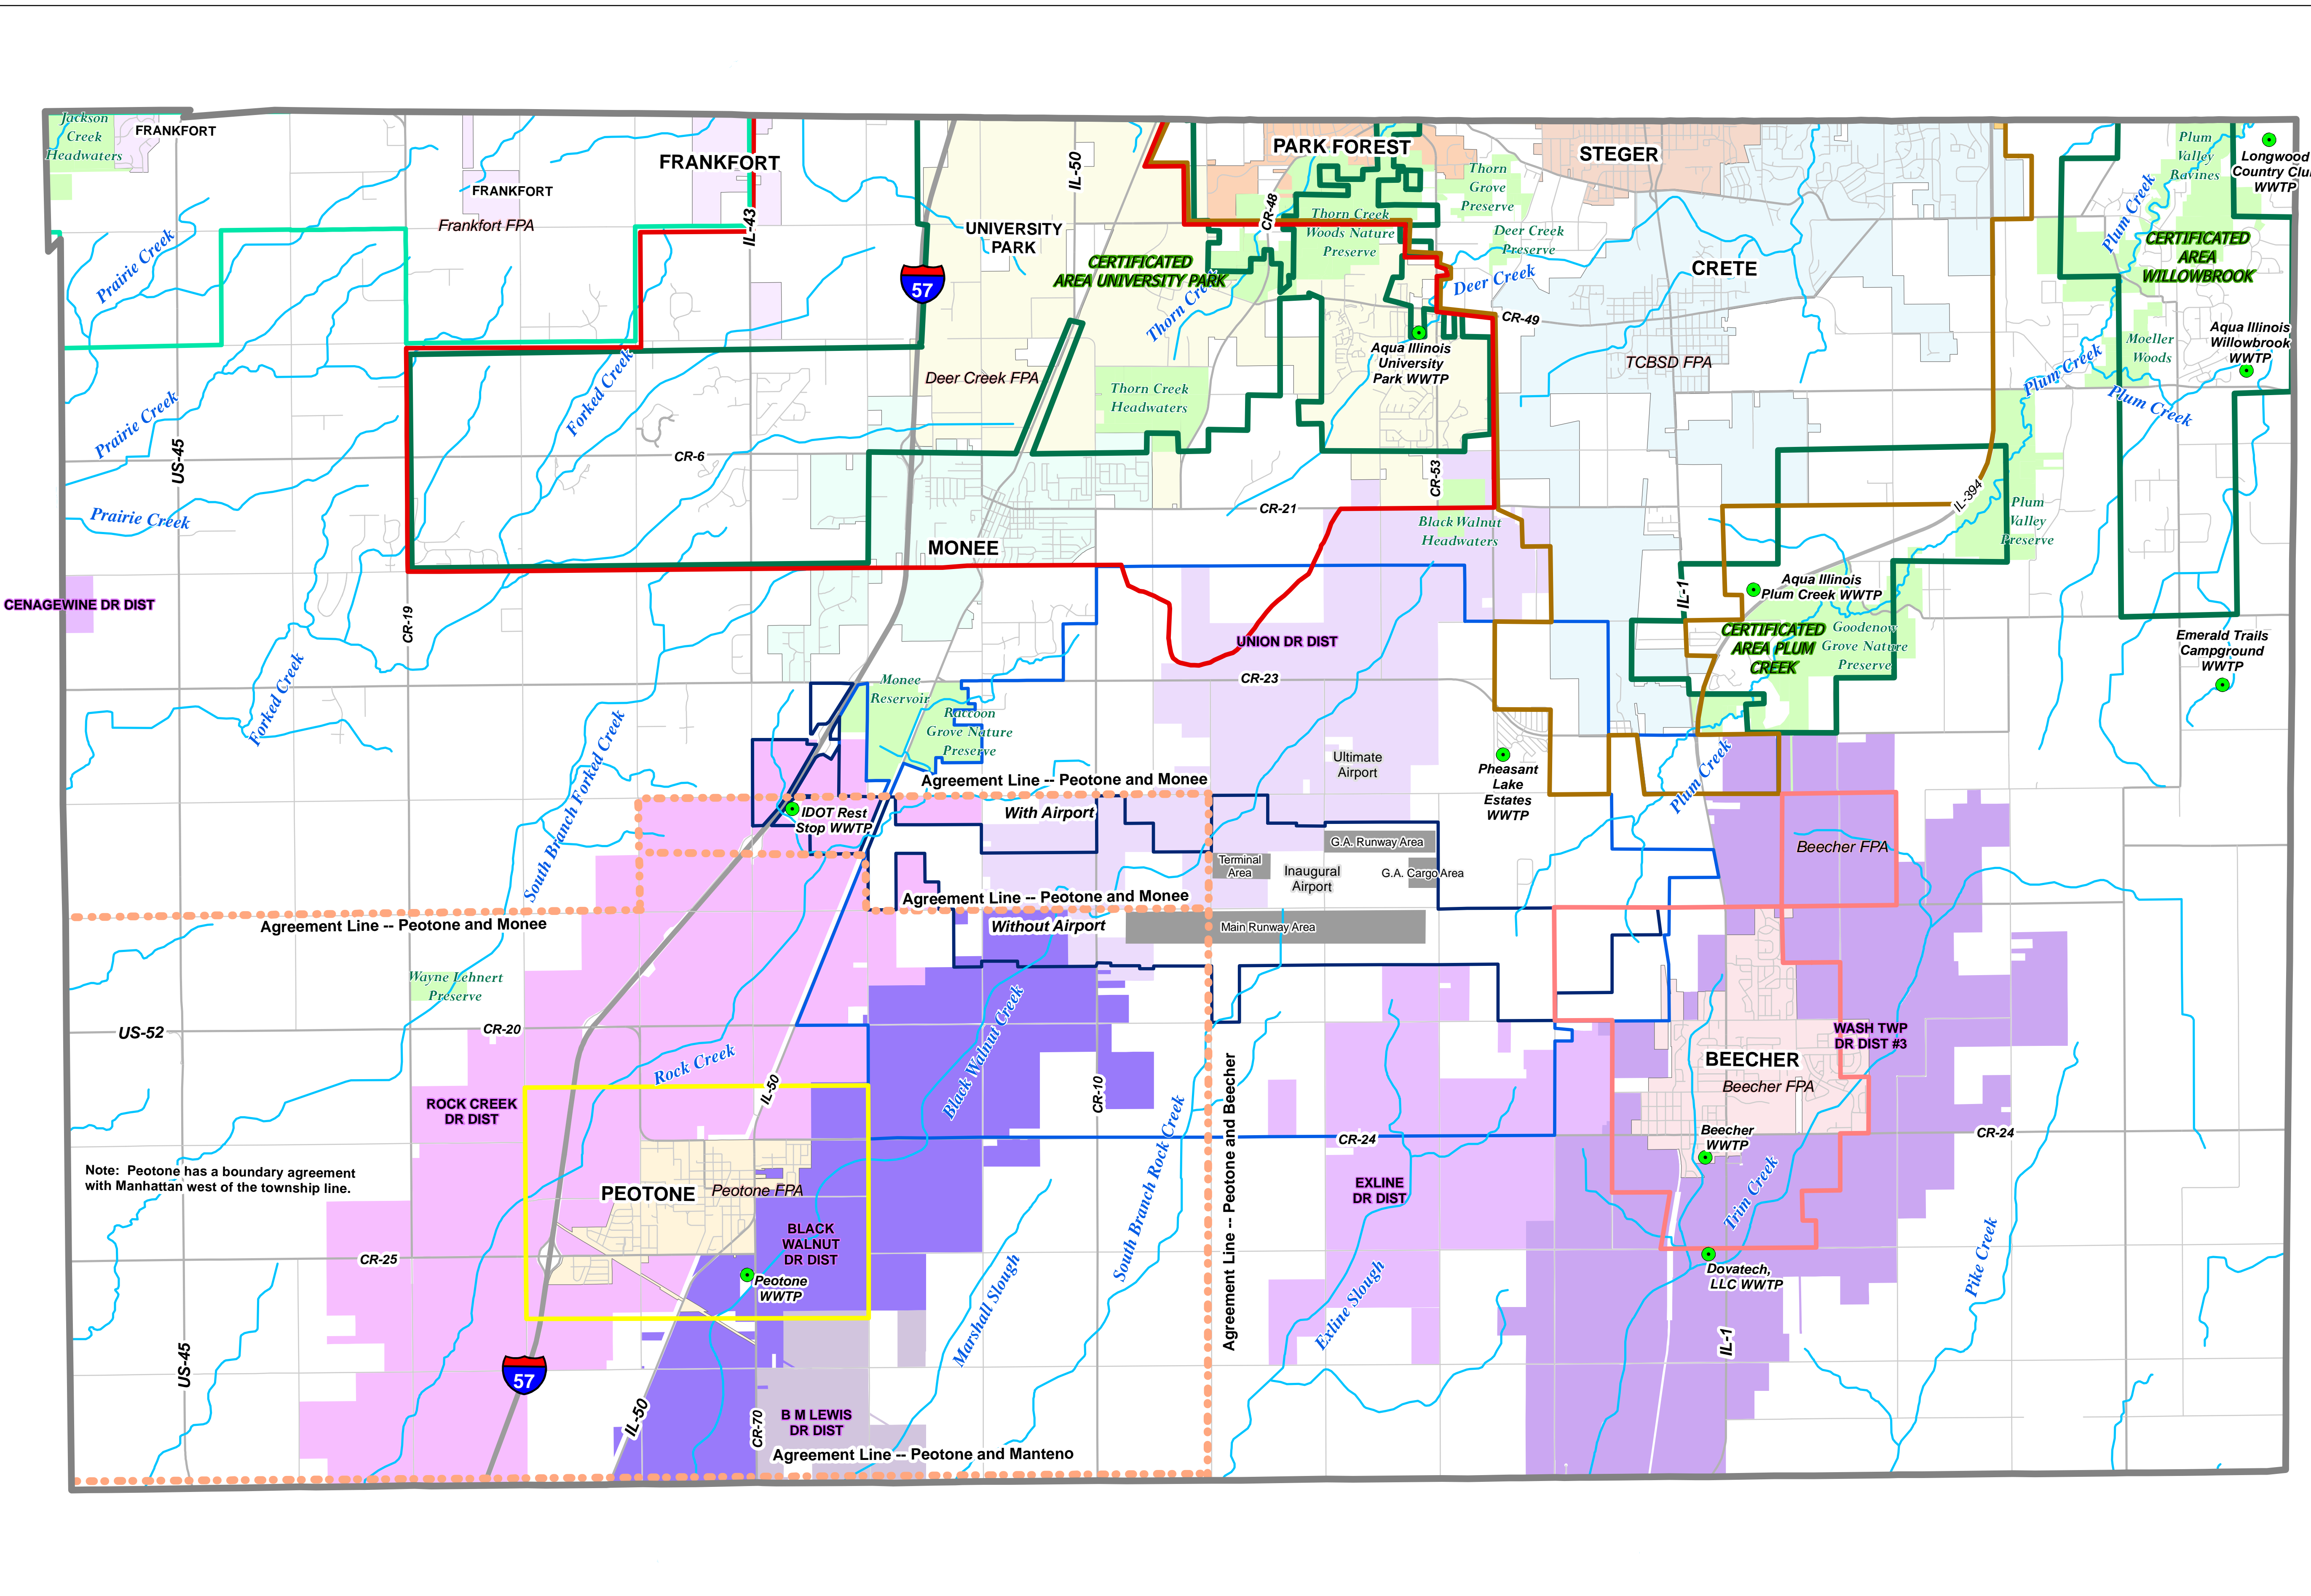 Jackson
Creek
Headwaters
FRANKFORT
FRANKFORT
FRANKFORT
Frankfort FPA
IL-43
IL-50
UNIVERSITY
PARK
57
PARK FOREST
STEGER
CR-48
Thorn
Grove
Preserve
Thorn Creek
Woods Nature
Preserve
Deer Creek
Preserve
Deer Creek
CERTIFICATED
AREA UNIVERSITY PARK
Thorn Creek
CRETE
CR-49
TCBSD FPA
Aqua Illinois
University
Park WWTP
Plum
Valley
Ravines
Plum Creek
Longwood
Country Clu
WWTP
CERTIFICATED
AREA
WILLOWBROOK
Aqua Illinois
Willowbrook
WWTP
Moeller
Woods
Plum Creek
Plum Creek
Prairie Creek
Prairie Creek
Prairie Creek
US-45
Forked Creek
CR-6
Deer Creek FPA
Thorn Creek
Headwaters
CR-53
CR-21
Black Walnut
Headwaters
MONEE
IL-394
Plum
Valley
Preserve
CENAGEWINE DR DIST
CR-19
Forked Creek
South Branch Forked Creek
UNION DR DIST
CR-23
IL-1
Aqua Illinois
Plum Creek WWTP
CERTIFICATED
AREA PLUM
CREEK
Goodenow
Grove Nature
Preserve
Emerald Trails
Campground
WWTP
Monee
Reservoir
Raccoon
Grove Nature
Preserve
Ultimate
Airport
Pheasant
Lake
Estates
WWTP
Plum Creek
Agreement Line -- Peotone and Monee
With Airport
IDOT Rest
Stop WWTP
G.A. Runway Area
Terminal
Area
Inaugural
Airport
G.A. Cargo Area
Beecher FPA
Agreement Line -- Peotone and Monee
Without Airport
Main Runway Area
Agreement Line -- Peotone and Monee
Wayne Lehnert
Preserve
US-52
CR-20
Rock Creek
IL-50
Black Walnut Creek
CR-10
South Branch Rock Creek
Agreement Line -- Peotone and Beecher
WASH TWP
DR DIST #3
BEECHER
Beecher FPA
ROCK CREEK
DR DIST
CR-24
CR-24
Beecher
WWTP
Note:  Peotone has a boundary agreement
with Manhattan west of the township line.
PEOTONE
Peotone FPA
EXLINE
DR DIST
Trim Creek
BLACK
WALNUT
DR DIST
CR-25
Peotone
WWTP
Dovatech,
LLC WWTP
Pike Creek
Marshall Slough
Exline Slough
US-45
57
IL-50
CR-70
IL-1
B M LEWIS
DR DIST
Agreement Line -- Peotone and Manteno